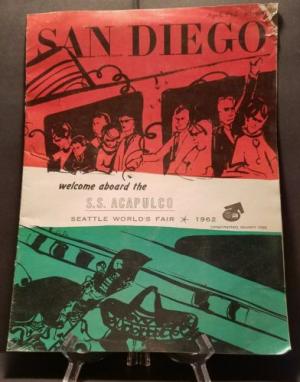 SAN DIEGO
welcome aboard the
S.S. ACAPULCO
SEATTLE WORLD'S FAIR * 1962